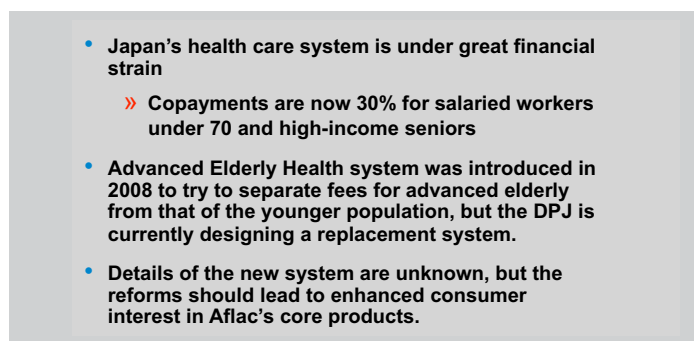 • Japan's health care system is under great financial
strain
» Copayments are now 30% for salaried workers
under 70 and high-income seniors
• Advanced Elderly Health system was introduced in
2008 to try to separate fees for advanced elderly
from that of the younger population, but the DPJ is
currently designing a replacement system.
• Details of the new system are unknown, but the
reforms should lead to enhanced consumer
interest in Aflac's core products.